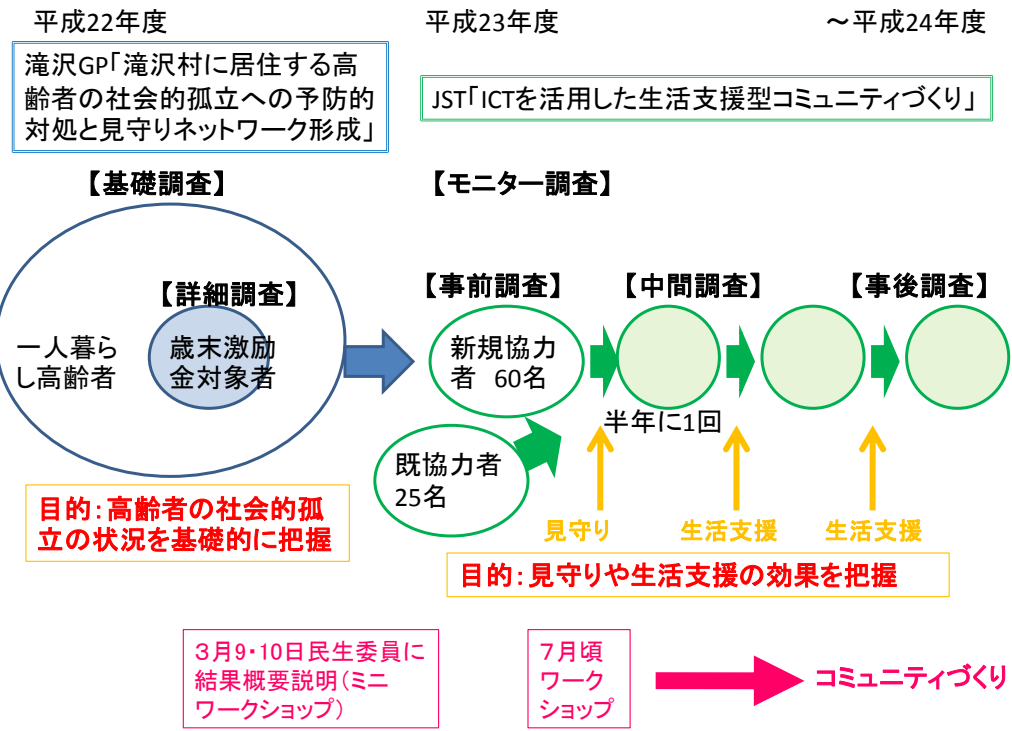 平成22年度
平成23年度
～平成24年度
滝沢GP「滝沢村に居住する高
齢者の社会的孤立への予防的
対処と見守りネットワーク形成」
JST「ICTを活用した生活支援型コミュニティづくり」
【基礎調査】
【モニター調査】
【詳細調査】
【事前調査】
【中間調査】
【事後調査】
一人暮ら
し高齢者
歳末激励
金対象者
新規協力
者 60名
半年に1回
既協力者
25名
見守り
生活支援
生活支援
目的：高齢者の社会的孤
立の状況を基礎的に把握
目的：見守りや生活支援の効果を把握
３月9・10日民生委員に
結果概要説明（ミニ
ワークショップ）
７月頃
ワーク
ショップ
コミュニティづくり